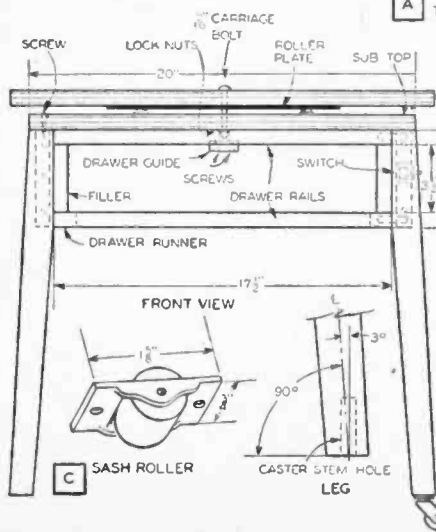 A
CARRIAGE
BOLT
SCREW
LOCK NUTS
ROLLER
PLATE
SUB TOP
20"
DRAWER GUIDE
SCREWS
SWITCH
FILLER
DRAWER RAILS
DRAWER RUNNER
17½"
FRONT VIEW
3°
90°
C
SASH ROLLER
CASTER STEM HOLE
LEG